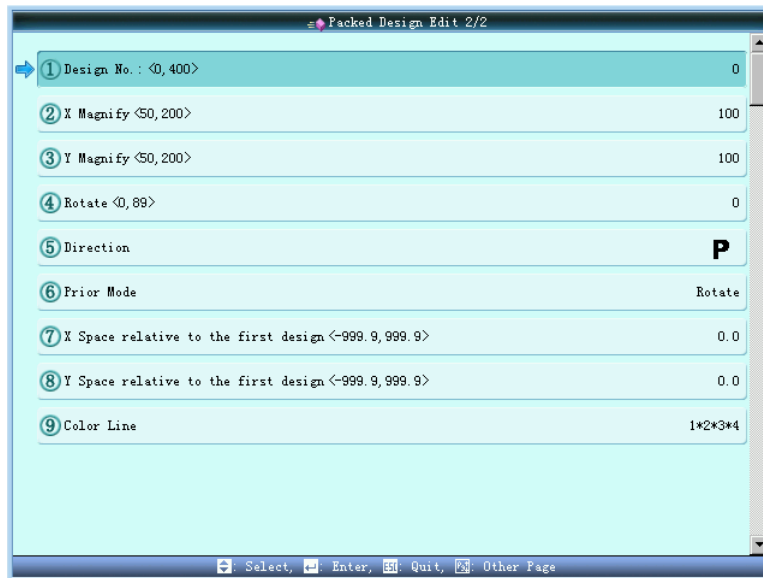 Packed Design Edit 2/2
① Design No.: <0,400> 0
② X Magnify <50,200> 100
③ Y Magnify <50,200> 100
④ Rotate <0,89> 0
⑤ Direction P
⑥ Prior Mode Rotate
⑦ X Space relative to the first design <-999.9,999.9> 0.0
⑧ Y Space relative to the first design <-999.9,999.9> 0.0
⑨ Color Line 1*2*3*4
: Select, : Enter, ESC: Quit, : Other Page